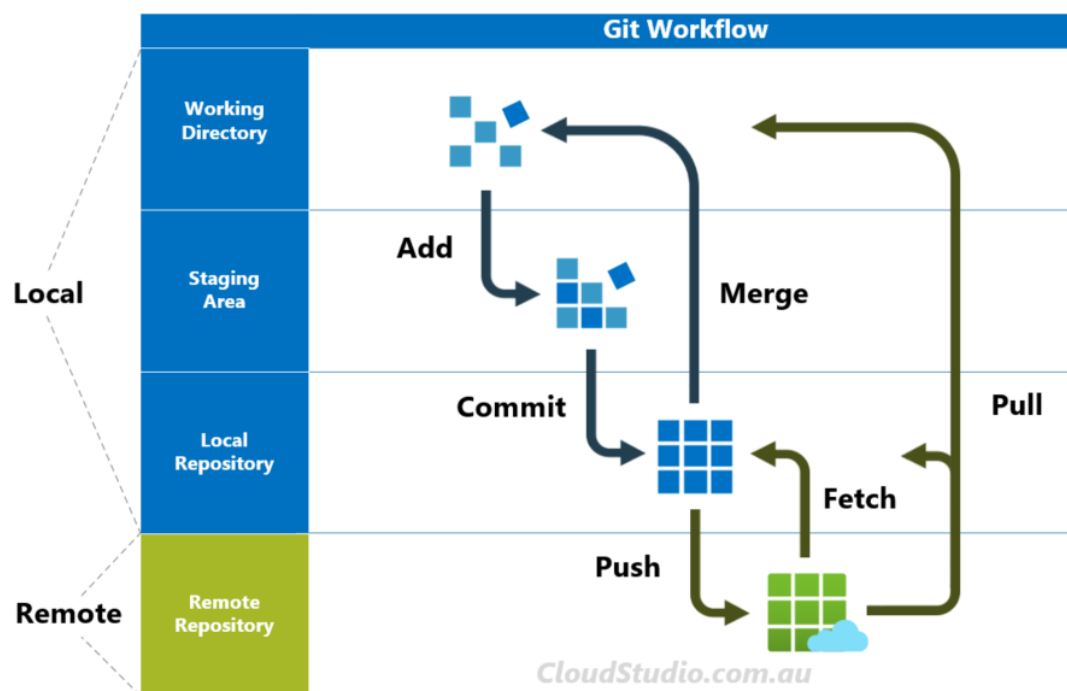 Git Workflow
Working
Directory
Add
Staging
Area
Local
Merge
Commit
Pull
Local
Repository
Fetch
Push
Remote
Remote
Repository
CloudStudio.com.au